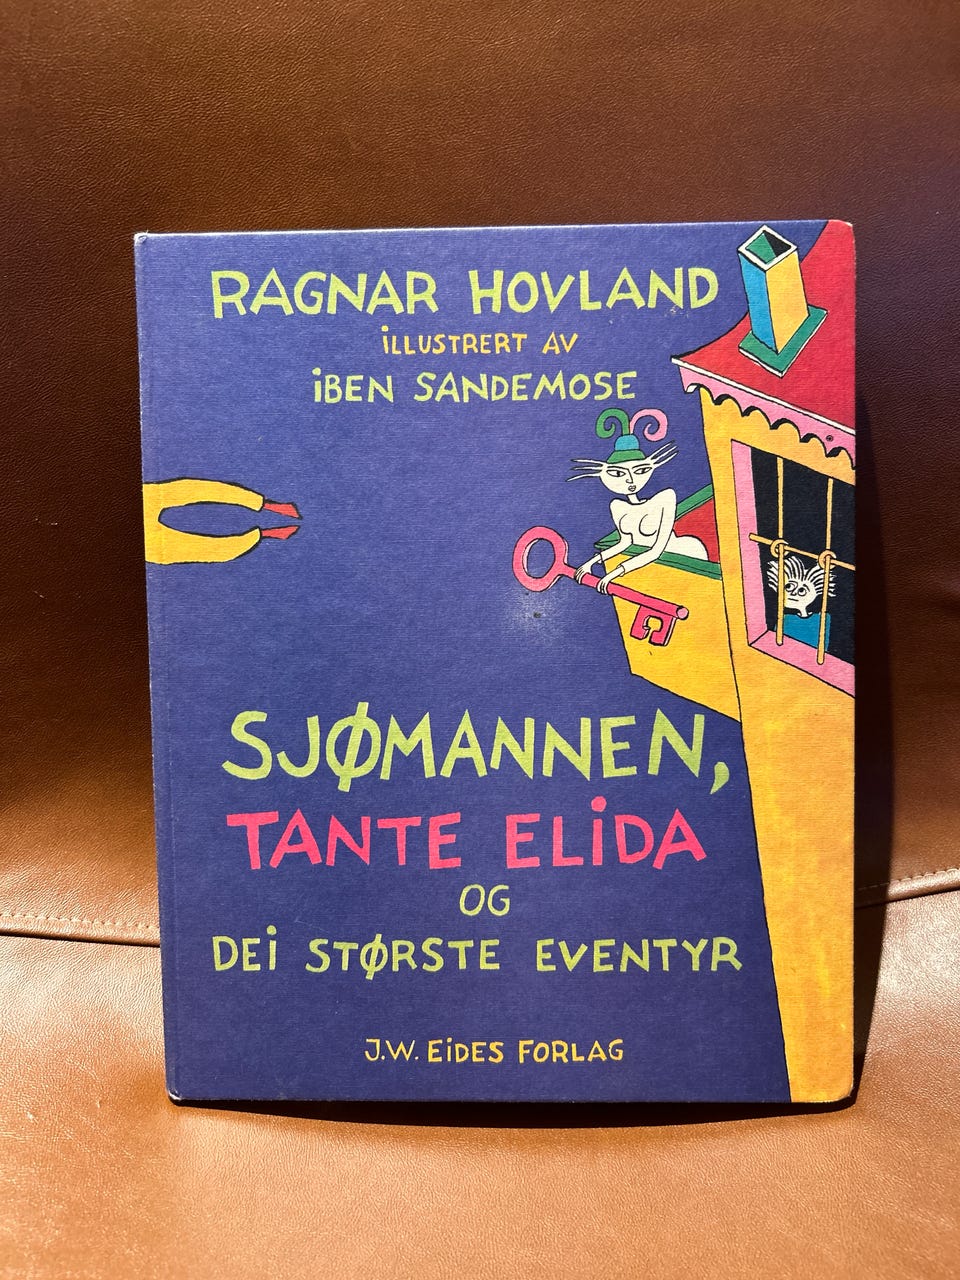 RAGNAR HOVLAND
iLLUSTRERT AV
iBEN SANDEMOSE
SJØMANNEN,
TANTE ELiDA
OG
DEi STØRSTE EVENTYR
J.W. EiDES FORLAG